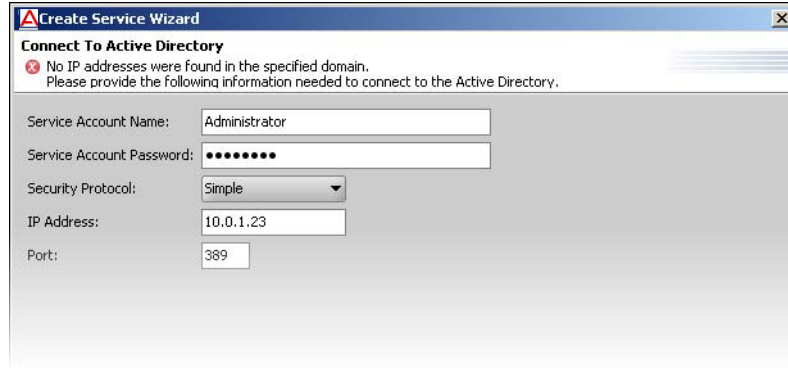 Create Service Wizard
Connect To Active Directory
No IP addresses were found in the specified domain.
Please provide the following information needed to connect to the Active Directory.
Service Account Name: Administrator
Service Account Password: ●●●●●●●●
Security Protocol: Simple
IP Address: 10.0.1.23
Port: 389